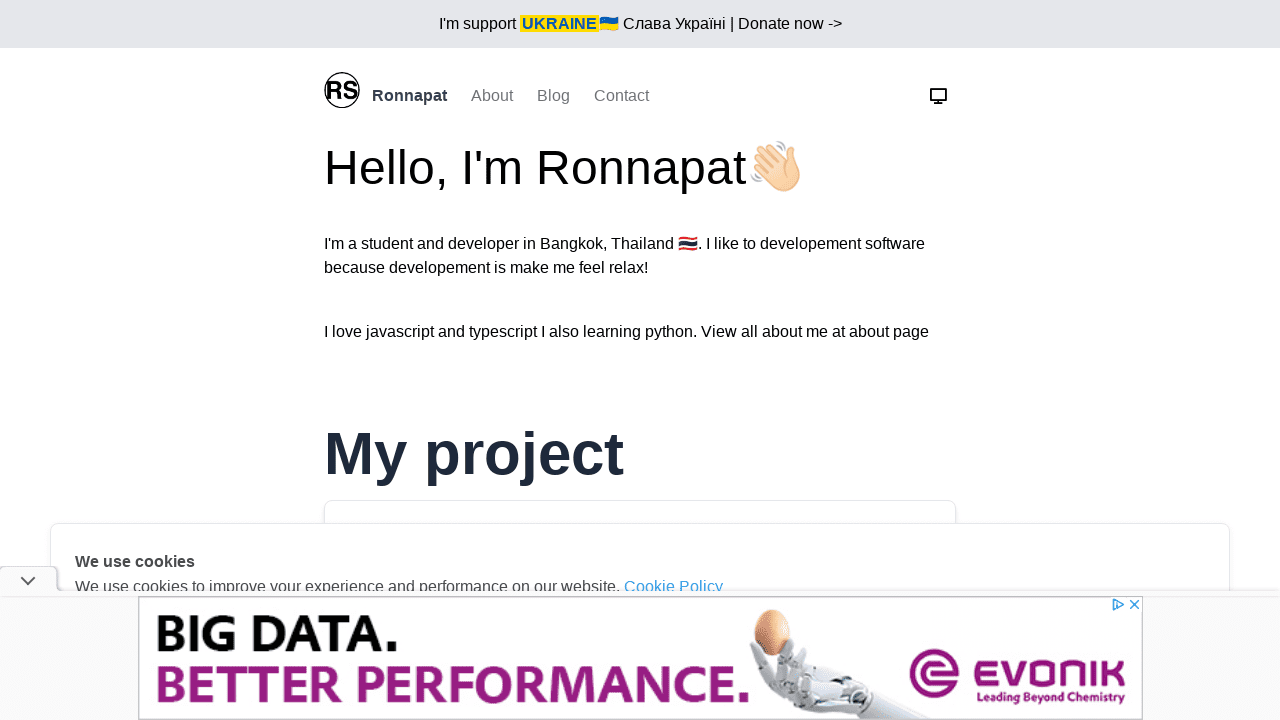 I'm support UKRAINE🇺🇦 Слава Україні | Donate now ->
RS Ronnapat About Blog Contact
Hello, I'm Ronnapat👋🏻
I'm a student and developer in Bangkok, Thailand 🇹🇭. I like to developement software
because developement is make me feel relax!
I love javascript and typescript I also learning python. View all about me at about page
My project
We use cookies
We use cookies to improve your experience and performance on our website. Cookie Policy
BIG DATA.
BETTER PERFORMANCE.
EVONIK
Leading Beyond Chemistry